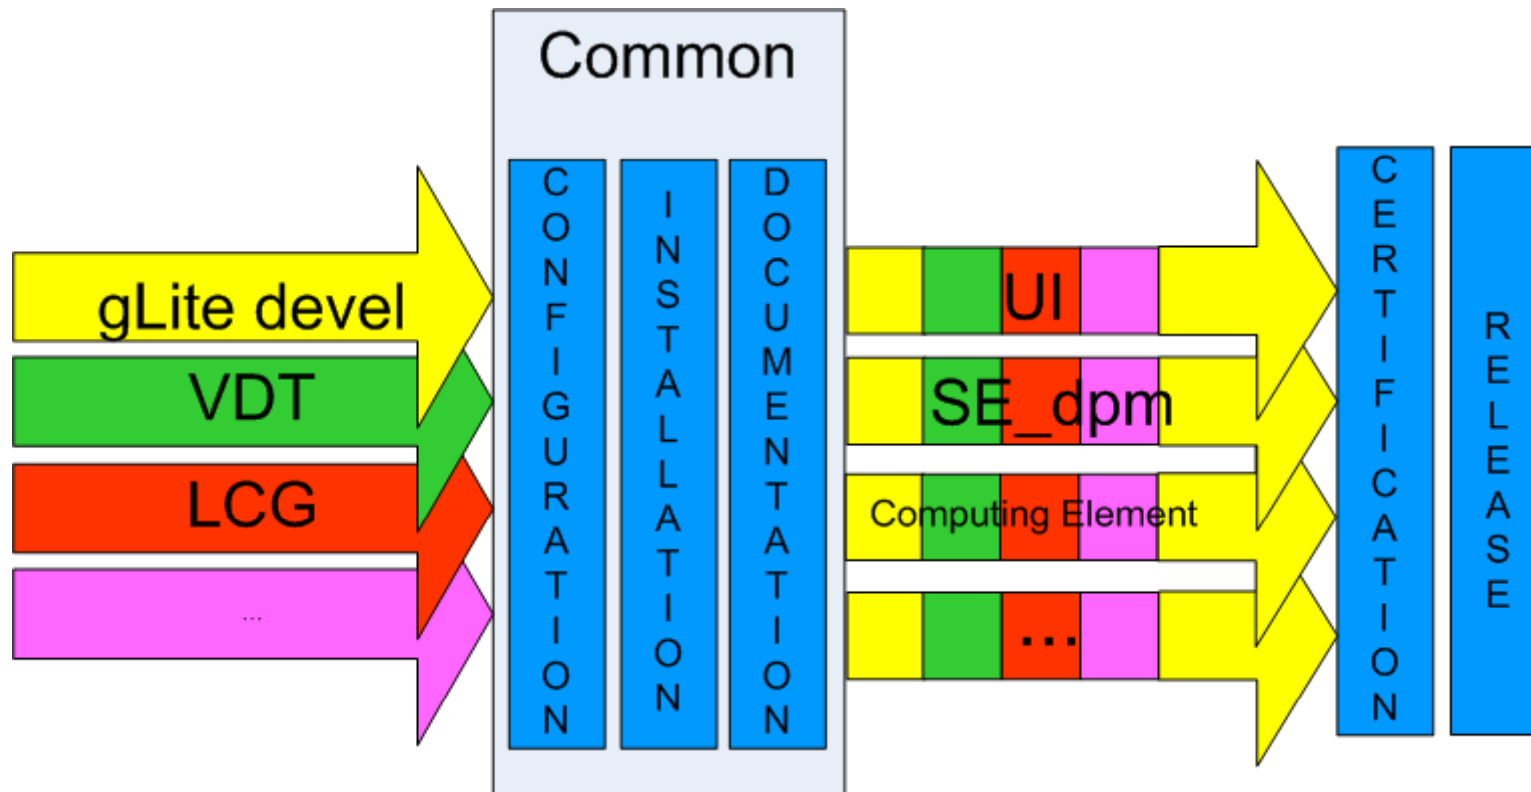 Common
gLite devel
VDT
LCG
...
CONFIGURATION
INSTALLATION
DOCUMENTATION
UI
SE_dpm
Computing Element
...
CERTIFICATION
RELEASE